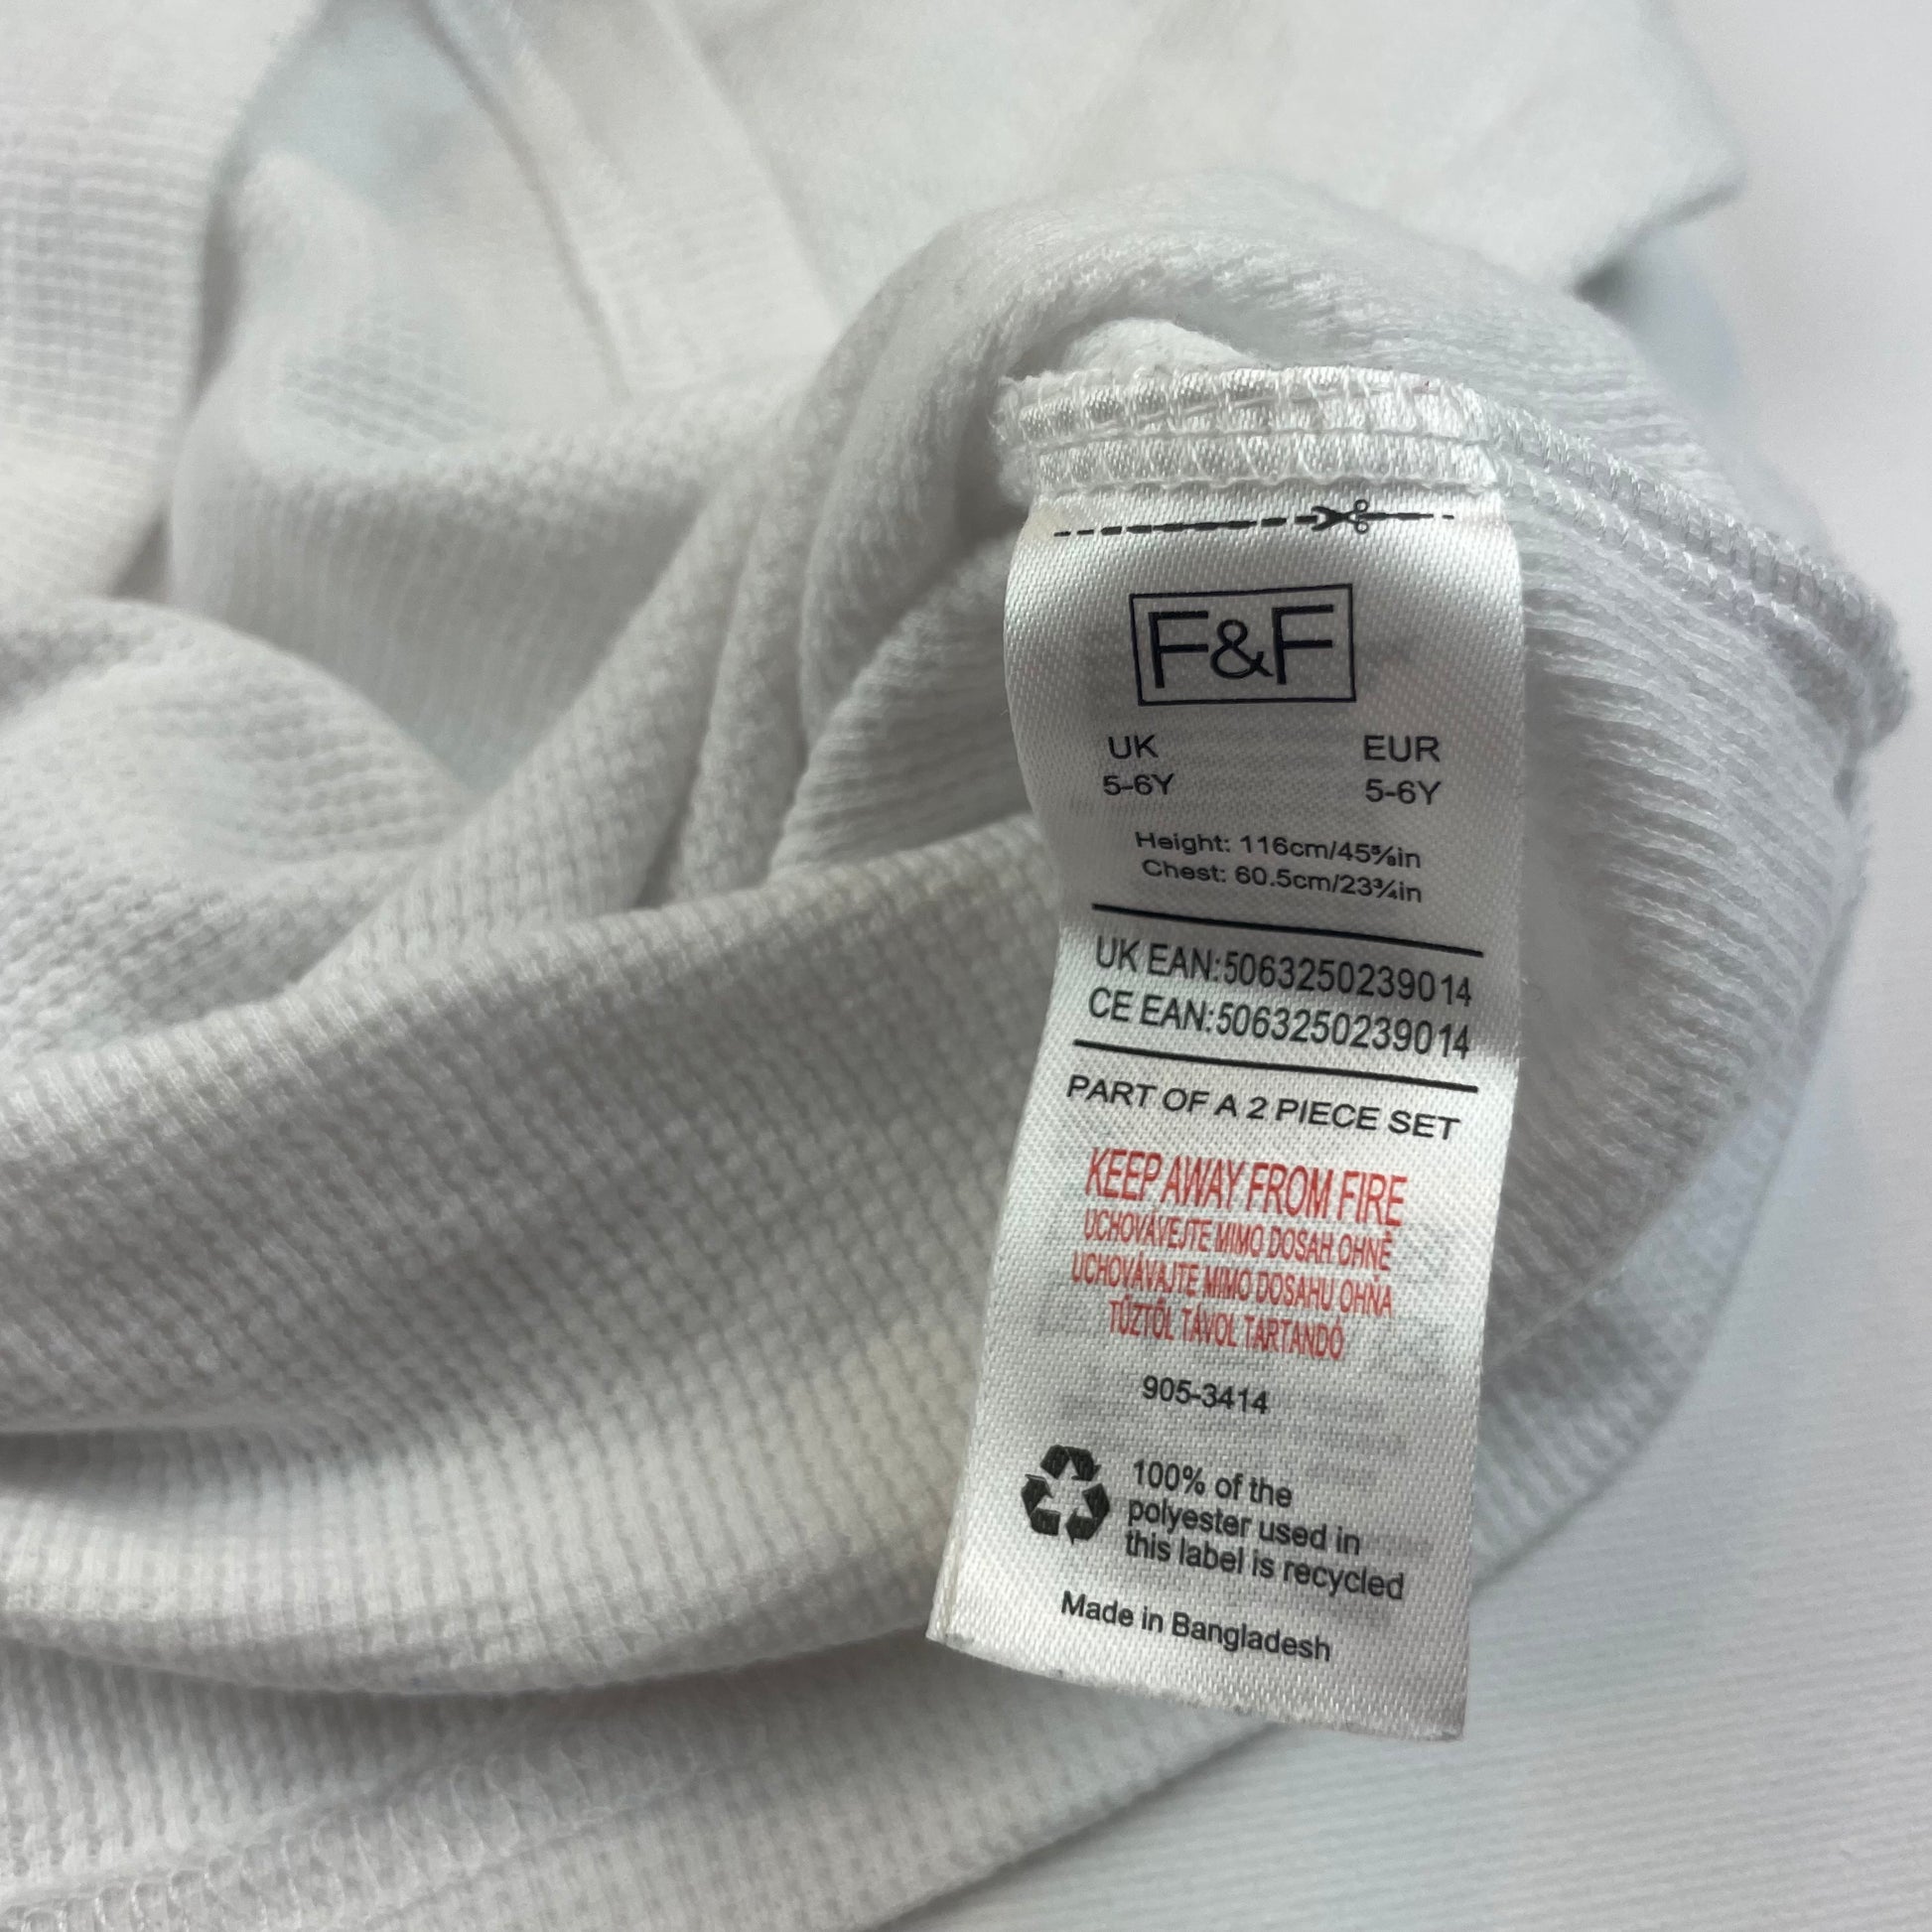 F&F
UK EUR
5-6Y 5-6Y
Height: 116cm/45⅝in
Chest: 60.5cm/23¾in
UK EAN:5063250239014
CE EAN:5063250239014
PART OF A 2 PIECE SET
KEEP AWAY FROM FIRE
UCHOVÁVEJTE MIMO DOSAH OHNĚ
UCHOVÁVAJTE MIMO DOSAHU OHŇA
TŰZTŐL TÁVOL TARTANDÓ
905-3414
100% of the
polyester used in
this label is recycled
Made in Bangladesh